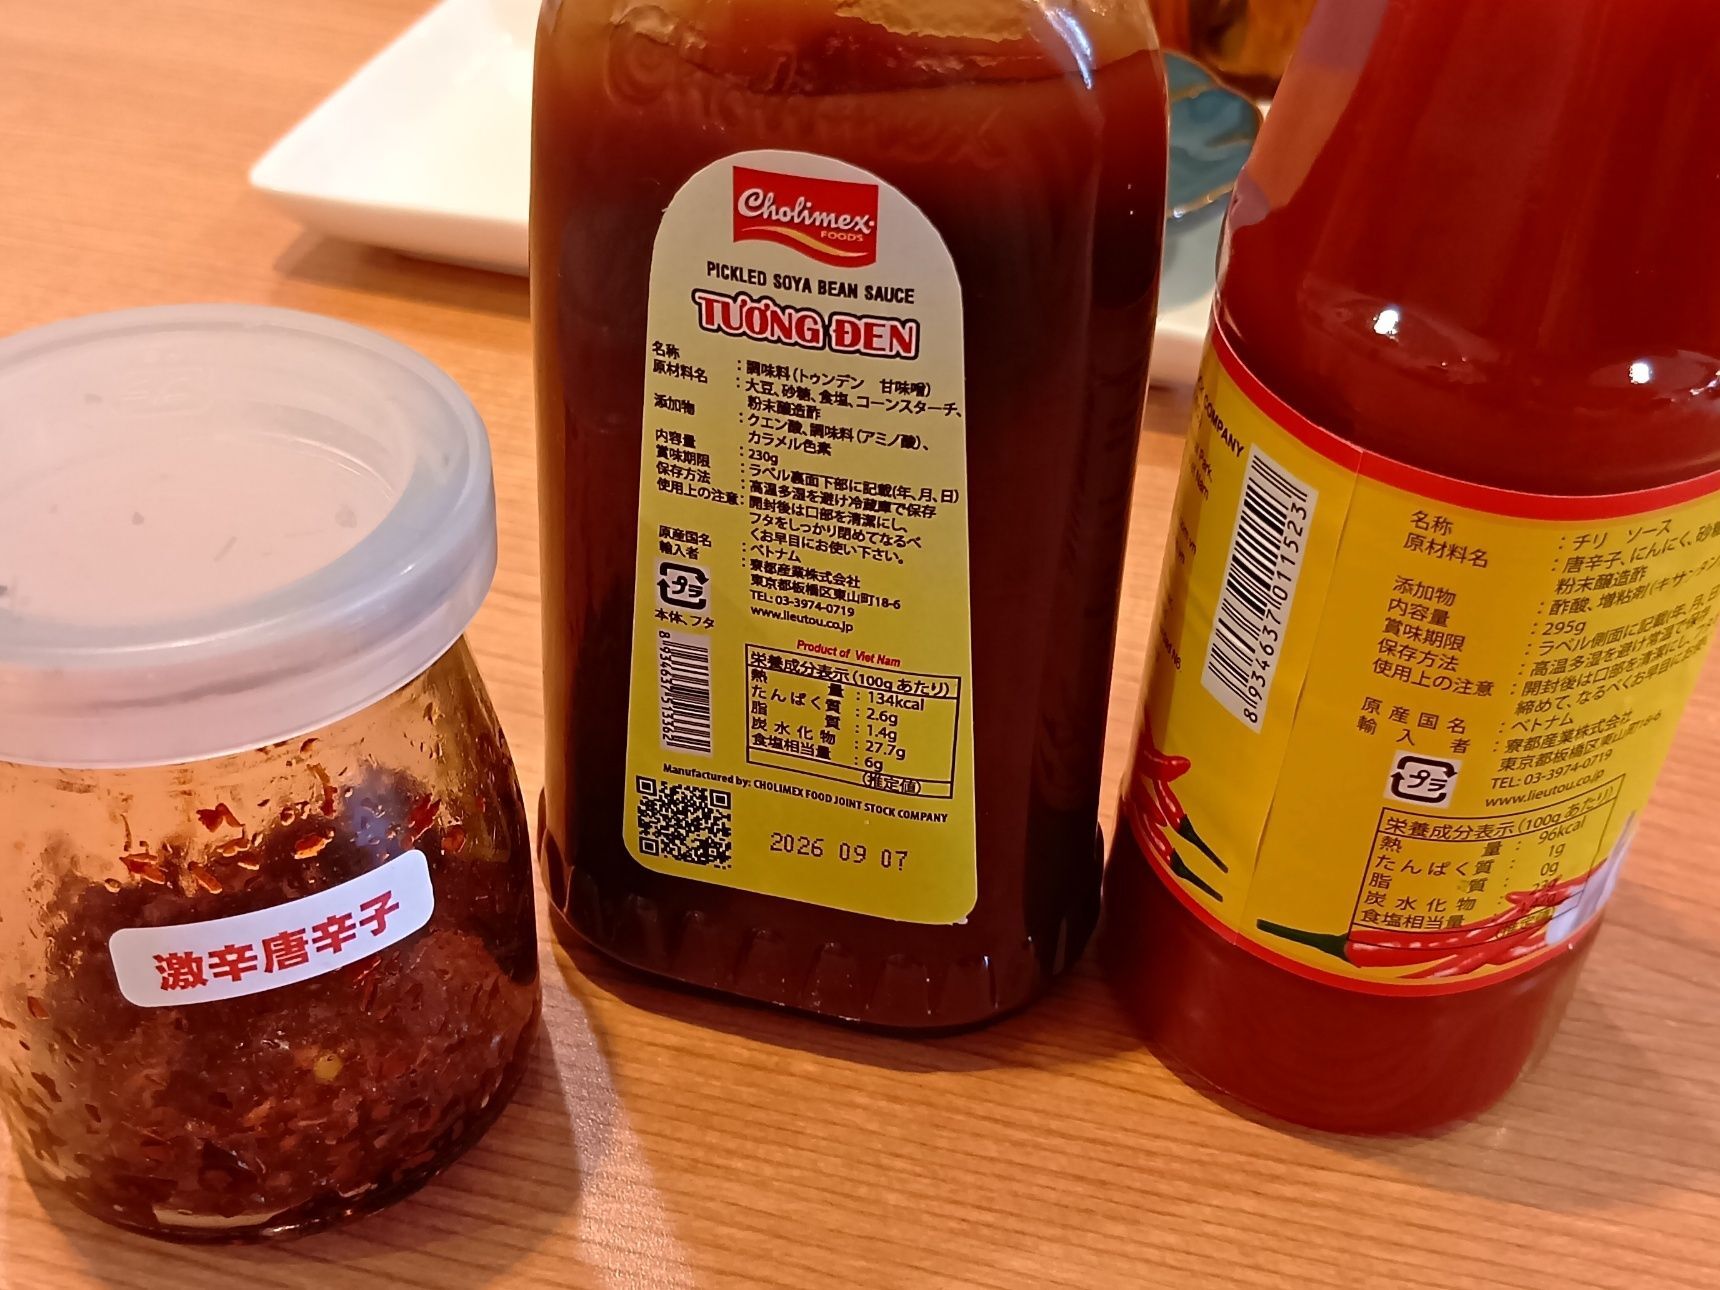 激辛唐辛子
Cholimex
FOODS
PICKLED SOYA BEAN SAUCE
TƯƠNG ĐEN
名称 : 調味料(トゥンデン 甘味噌)
原材料名 : 大豆、砂糖、食塩、コーンスターチ、
粉末醸造酢
添加物 : クエン酸、調味料(アミノ酸)、
カラメル色素
内容量 : 230g
賞味期限 : ラベル裏面下部に記載(年、月、日)
保存方法 : 高温多湿を避け冷蔵庫で保存
使用上の注意 : 開封後は口部を清潔にし、
フタをしっかり閉めてなるべ
くお早目にお使い下さい。
原産国名 : ベトナム
輸入者 : 寮都産業株式会社
東京都板橋区東山町18-6
TEL: 03-3974-0719
www.lieutou.co.jp
プラ
本体、フタ
Product of Viet Nam
栄養成分表示(100gあたり)
熱量 : 134kcal
たんぱく質 : 2.6g
脂質 : 1.4g
炭水化物 : 27.7g
食塩相当量 : 6g
(推定値)
Manufactured by: CHOLIMEX FOOD JOINT STOCK COMPANY
2026 09 07
COMPANY
Park,
Nam
8 934637 011523
名称 : チリ ソース
原材料名 : 唐辛子、にんにく、砂糖
粉末醸造酢
添加物 : 酢酸、増粘剤(キサンタン
内容量 : 295g
賞味期限 : ラベル側面に記載(年、月、日)
保存方法 : 高温多湿を避け常温で保存
使用上の注意 : 開封後は口部を清潔にし、
締めて、なるべくお早目にお
原産国名 : ベトナム
輸入者 : 寮都産業株式会社
東京都板橋区東山町18-6
TEL: 03-3974-0719
www.lieutou.co.jp
プラ
栄養成分表示(100gあたり)
熱量 : 96kcal
たんぱく質 : 1g
脂質 : 0g
炭水化物 : 23g
食塩相当量
(推定値)